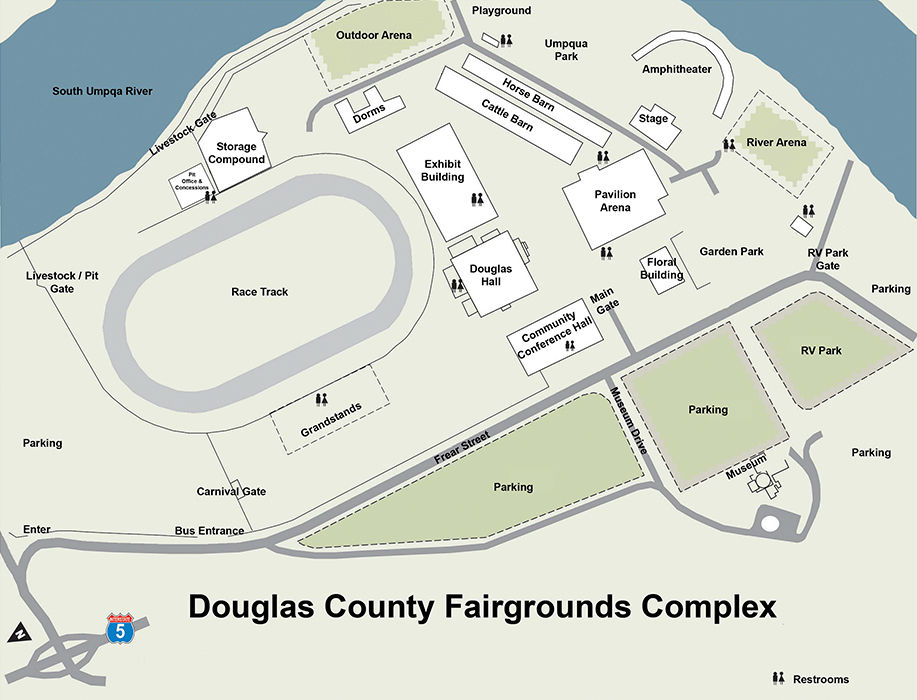 Playground
Outdoor Arena
Umpqua
Park
Amphitheater
South Umpqa River
Horse Barn
Cattle Barn
Dorms
Stage
Livestock Gate
River Arena
Storage
Compound
Exhibit
Building
Pit
Office &
Concessions
Pavilion
Arena
Garden Park
RV Park
Gate
Floral
Building
Douglas
Hall
Livestock / Pit
Gate
Race Track
Parking
Main
Gate
Community
Conference Hall
RV Park
Grandstands
Museum Drive
Parking
Parking
Frear Street
Parking
Museum
Parking
Carnival Gate
Enter
Bus Entrance
Douglas County Fairgrounds Complex
INTERSTATE
5
N
Restrooms